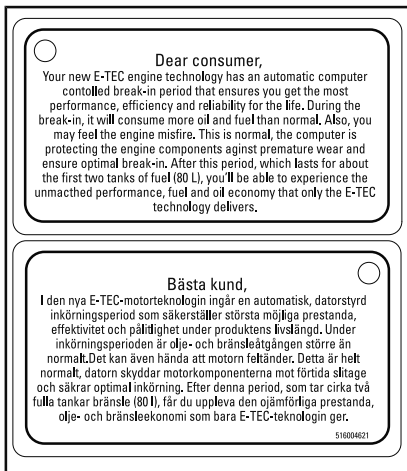 Dear consumer,
Your new E-TEC engine technology has an automatic computer
contolled break-in period that ensures you get the most
performance, efficiency and reliability for the life. During the
break-in, it will consume more oil and fuel than normal. Also, you
may feel the engine misfire. This is normal, the computer is
protecting the engine components aginst premature wear and
ensure optimal break-in. After this period, which lasts for about
the first two tanks of fuel (80 L), you'll be able to experience the
unmacthed performance, fuel and oil economy that only the E-TEC
technology delivers.
Bästa kund,
I den nya E-TEC-motorteknologin ingår en automatisk, datorstyrd
inkörningsperiod som säkerställer största möjliga prestanda,
effektivitet och pålitlighet under produktens livslängd. Under
inkörningsperioden är olje- och bränsleåtgången större än
normalt.Det kan även hända att motorn feltänder. Detta är helt
normalt, datorn skyddar motorkomponenterna mot förtida slitage
och säkrar optimal inkörning. Efter denna period, som tar cirka två
fulla tankar bränsle (80 l), får du uppleva den ojämförliga prestanda,
olje- och bränsleekonomi som bara E-TEC-teknologin ger.
516004621